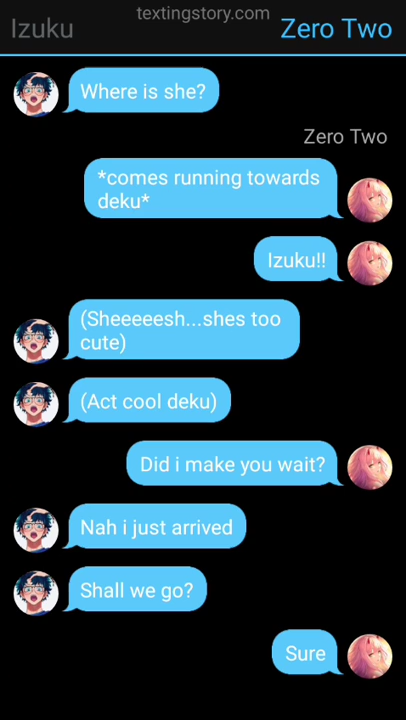 textingstory.com
Izuku
Zero Two
Where is she?
Zero Two
*comes running towards
deku*
Izuku!!
(Sheeeeesh...shes too
cute)
(Act cool deku)
Did i make you wait?
Nah i just arrived
Shall we go?
Sure